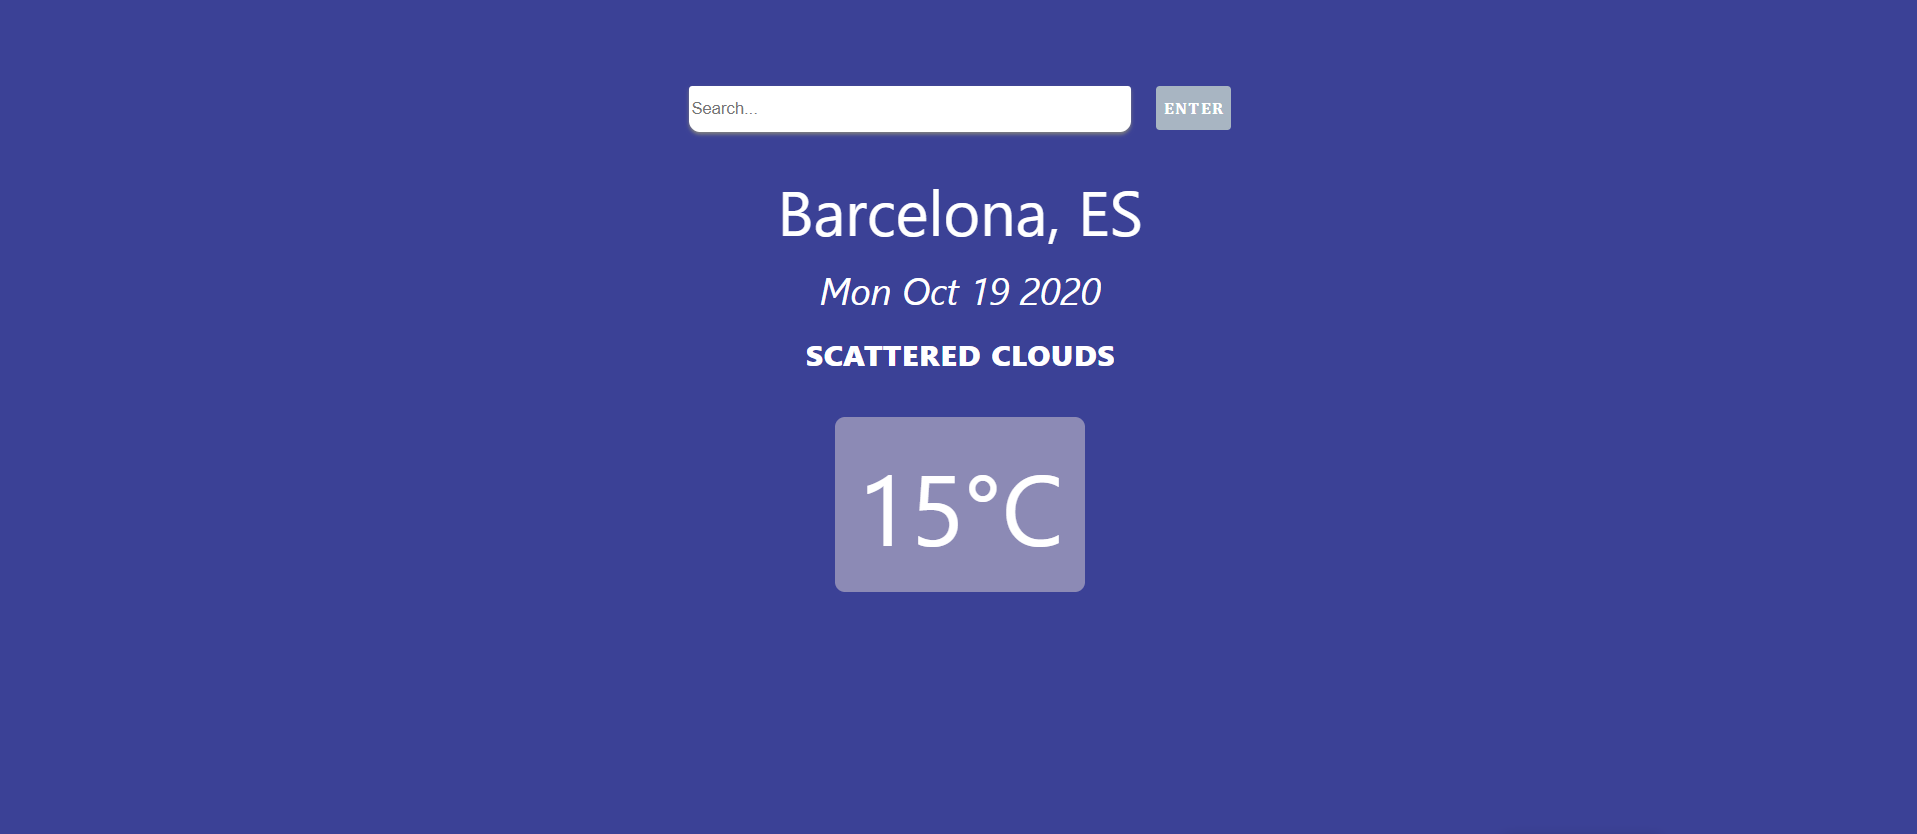 Search...
ENTER
Barcelona, ES
Mon Oct 19 2020
SCATTERED CLOUDS
15°C